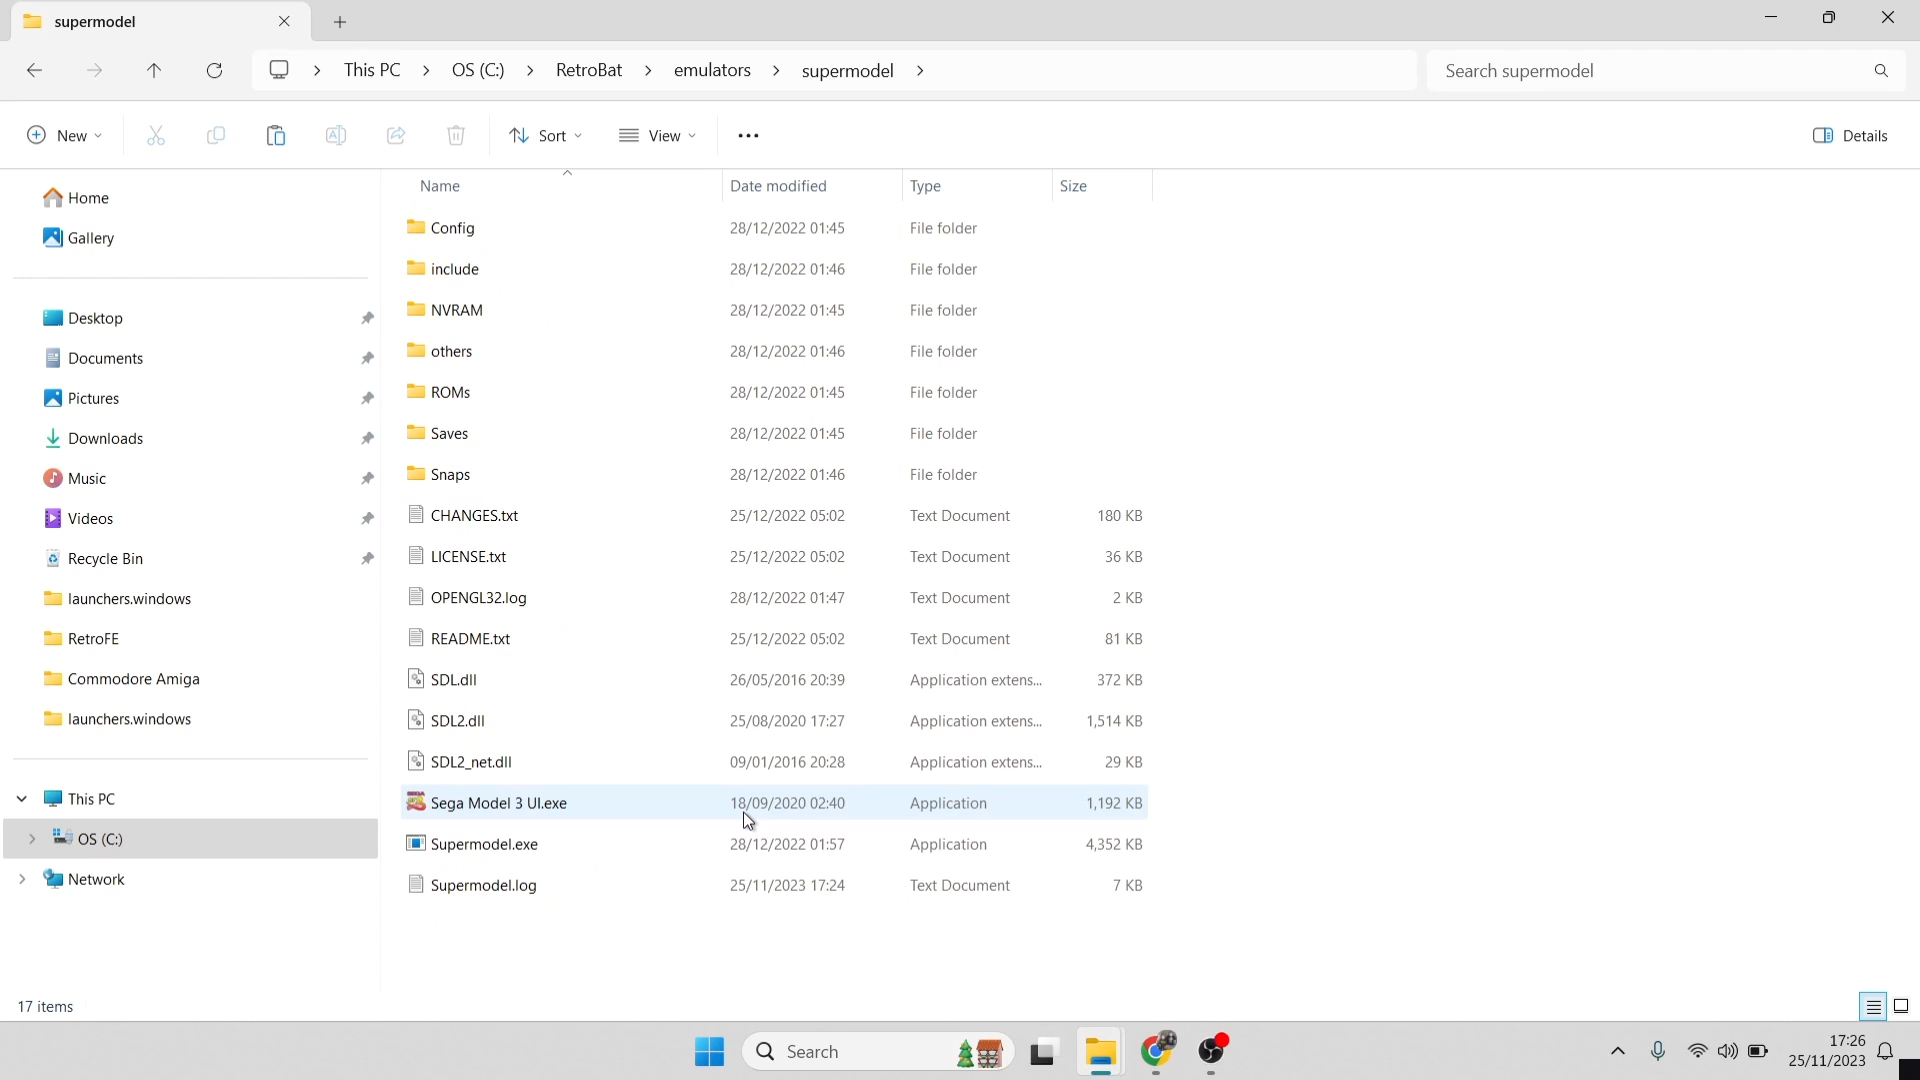 supermodel
This PC > OS (C:) > RetroBat > emulators > supermodel >
Search supermodel
New
Sort
View
Details
Name
Date modified
Type
Size
Home
Gallery
Desktop
Documents
Pictures
Downloads
Music
Videos
Recycle Bin
launchers.windows
RetroFE
Commodore Amiga
launchers.windows
This PC
OS (C:)
Network
Config 28/12/2022 01:45 File folder
include 28/12/2022 01:46 File folder
NVRAM 28/12/2022 01:45 File folder
others 28/12/2022 01:46 File folder
ROMs 28/12/2022 01:45 File folder
Saves 28/12/2022 01:45 File folder
Snaps 28/12/2022 01:46 File folder
CHANGES.txt 25/12/2022 05:02 Text Document 180 KB
LICENSE.txt 25/12/2022 05:02 Text Document 36 KB
OPENGL32.log 28/12/2022 01:47 Text Document 2 KB
README.txt 25/12/2022 05:02 Text Document 81 KB
SDL.dll 26/05/2016 20:39 Application extens... 372 KB
SDL2.dll 25/08/2020 17:27 Application extens... 1,514 KB
SDL2_net.dll 09/01/2016 20:28 Application extens... 29 KB
Sega Model 3 UI.exe 18/09/2020 02:40 Application 1,192 KB
Supermodel.exe 28/12/2022 01:57 Application 4,352 KB
Supermodel.log 25/11/2023 17:24 Text Document 7 KB
17 items
Search
17:26
25/11/2023